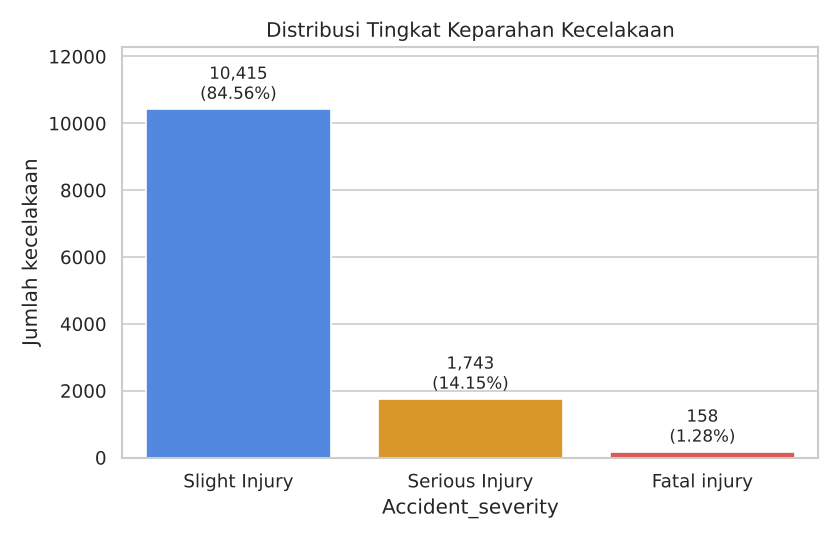 Distribusi Tingkat Keparahan Kecelakaan
Jumlah kecelakaan
12000
10000
8000
6000
4000
2000
0
10,415
(84.56%)
1,743
(14.15%)
158
(1.28%)
Slight Injury
Serious Injury
Fatal injury
Accident_severity